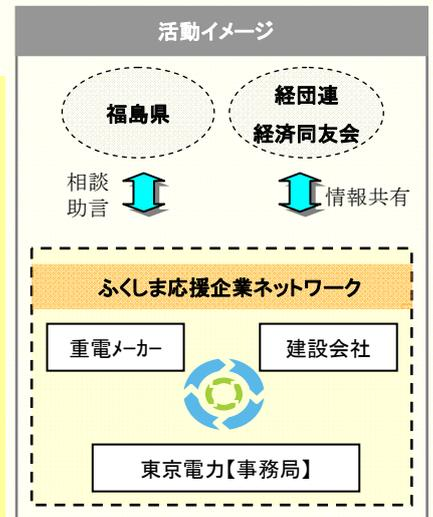 活動イメージ
福島県
経団連
経済同友会
相談
助言
情報共有
ふくしま応援企業ネットワーク
重電メーカー
建設会社
東京電力【事務局】